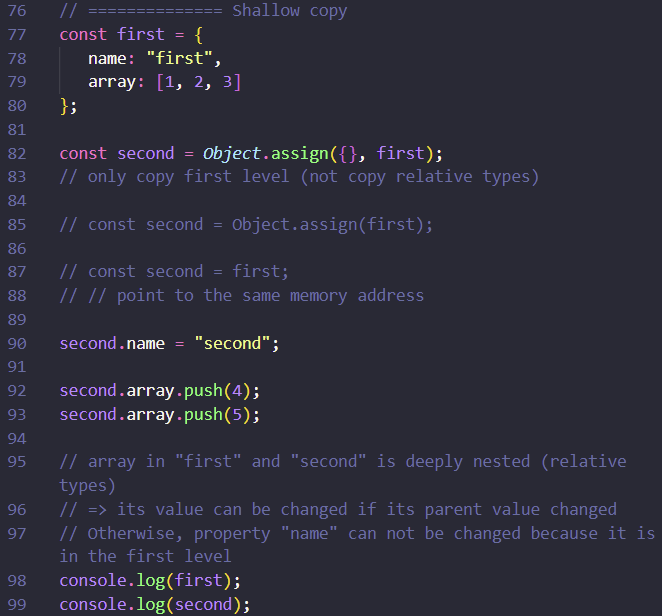 76 // ============== Shallow copy
77 const first = {
78 name: "first",
79 array: [1, 2, 3]
80 };
81
82 const second = Object.assign({}, first);
83 // only copy first level (not copy relative types)
84
85 // const second = Object.assign(first);
86
87 // const second = first;
88 // // point to the same memory address
89
90 second.name = "second";
91
92 second.array.push(4);
93 second.array.push(5);
94
95 // array in "first" and "second" is deeply nested (relative
types)
96 // => its value can be changed if its parent value changed
97 // Otherwise, property "name" can not be changed because it is
in the first level
98 console.log(first);
99 console.log(second);